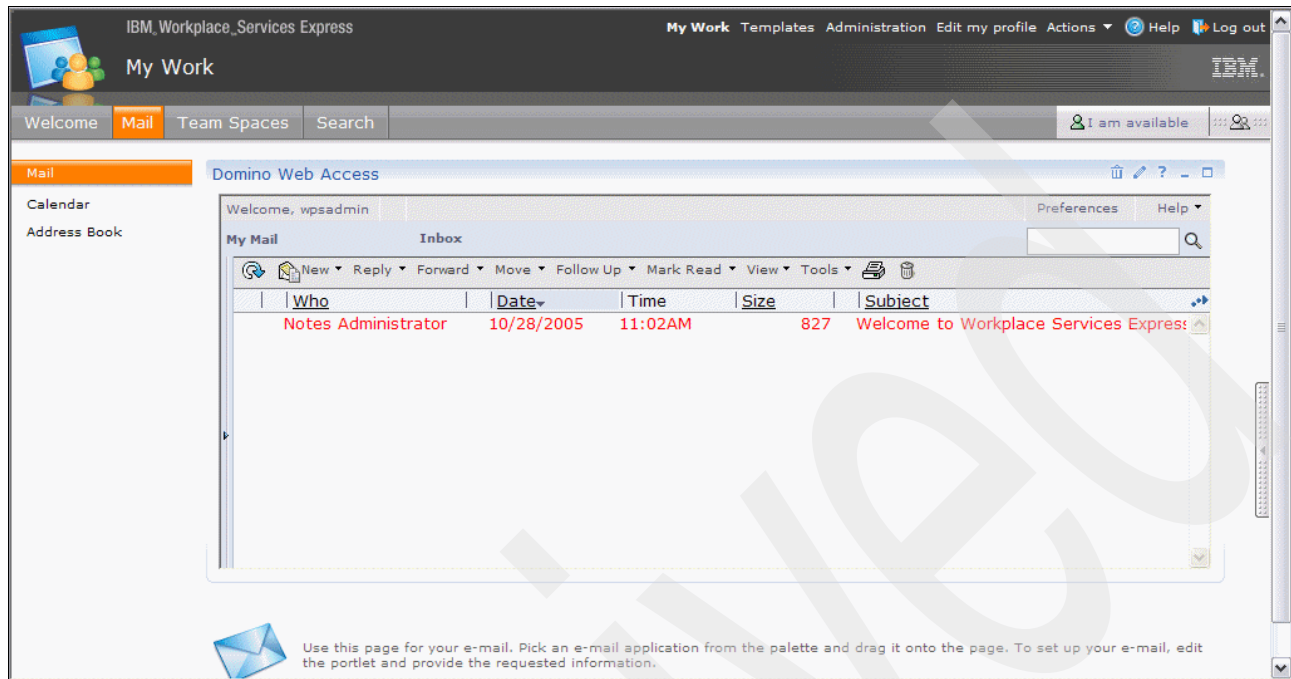 IBM Workplace Services Express
My Work Templates Administration Edit my profile Actions Help Log out
My Work
IBM.
Welcome Mail Team Spaces Search
I am available
Mail
Calendar
Address Book
Domino Web Access
?
Welcome, wpsadmin
Preferences Help
My Mail Inbox
New Reply Forward Move Follow Up Mark Read View Tools
Who Date Time Size Subject
Notes Administrator 10/28/2005 11:02AM 827 Welcome to Workplace Services Express
Use this page for your e-mail. Pick an e-mail application from the palette and drag it onto the page. To set up your e-mail, edit
the portlet and provide the requested information.